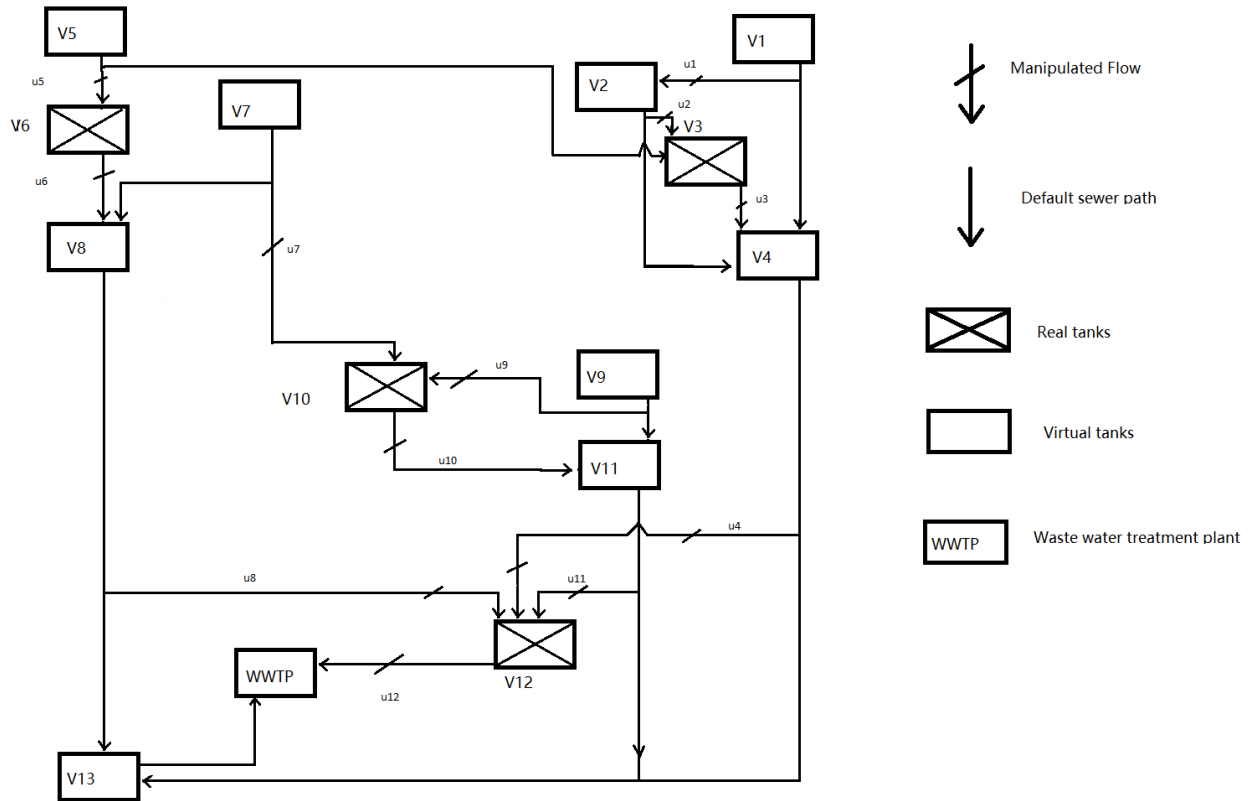 V5
V1
u1
Manipulated Flow
u5
V2
V7
u2
V6
V3
u6
u3
Default sewer path
V8
u7
V4
Real tanks
u9
V9
V10
Virtual tanks
u10
V11
u4
WWTP
Waste water treatment plant
u8
u11
WWTP
V12
u12
V13